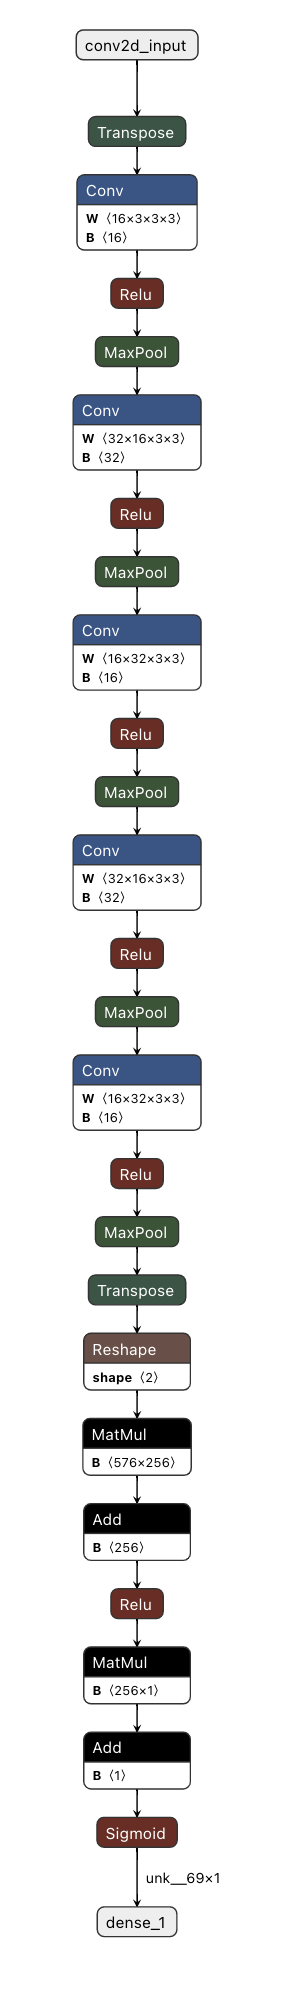 conv2d_input
Transpose
Conv
W ⟨16×3×3×3⟩
B ⟨16⟩
Relu
MaxPool
Conv
W ⟨32×16×3×3⟩
B ⟨32⟩
Relu
MaxPool
Conv
W ⟨16×32×3×3⟩
B ⟨16⟩
Relu
MaxPool
Conv
W ⟨32×16×3×3⟩
B ⟨32⟩
Relu
MaxPool
Conv
W ⟨16×32×3×3⟩
B ⟨16⟩
Relu
MaxPool
Transpose
Reshape
shape ⟨2⟩
MatMul
B ⟨576×256⟩
Add
B ⟨256⟩
Relu
MatMul
B ⟨256×1⟩
Add
B ⟨1⟩
Sigmoid
unk__69×1
dense_1